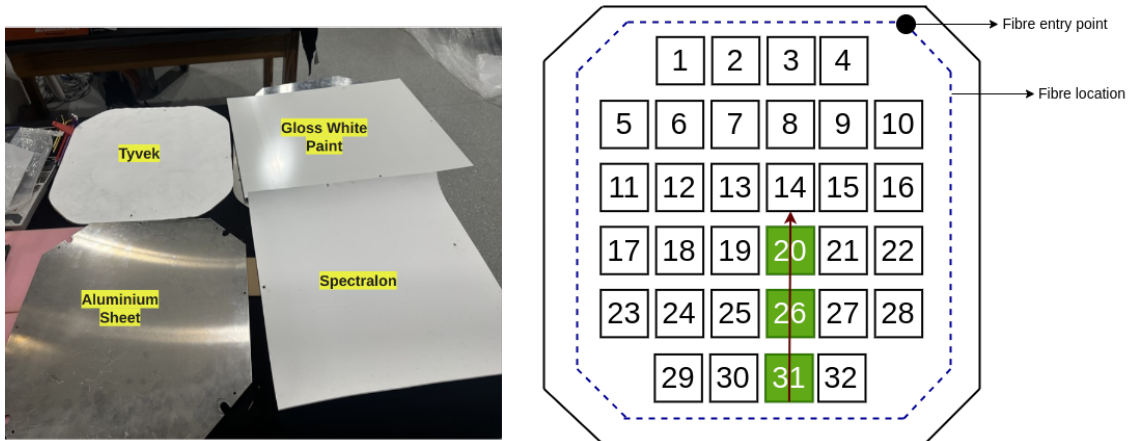 Tyvek
Gloss White
Paint
Spectralon
Aluminium
Sheet
Fibre entry point
Fibre location
1 2 3 4
5 6 7 8 9 10
11 12 13 14 15 16
17 18 19 20 21 22
23 24 25 26 27 28
29 30 31 32